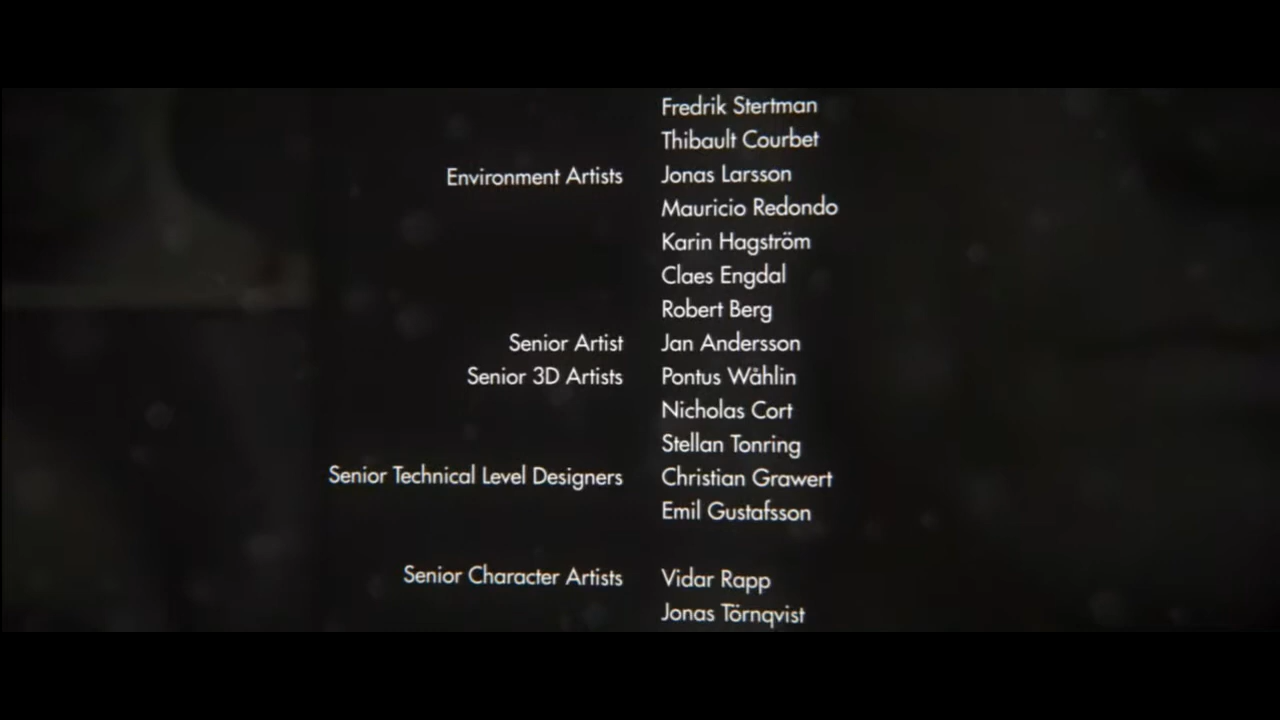 Fredrik Stertman
Thibault Courbet
Environment Artists Jonas Larsson
Mauricio Redondo
Karin Hagström
Claes Engdal
Robert Berg
Senior Artist Jan Andersson
Senior 3D Artists Pontus Wåhlin
Nicholas Cort
Stellan Tonring
Senior Technical Level Designers Christian Grawert
Emil Gustafsson
Senior Character Artists Vidar Rapp
Jonas Törnqvist